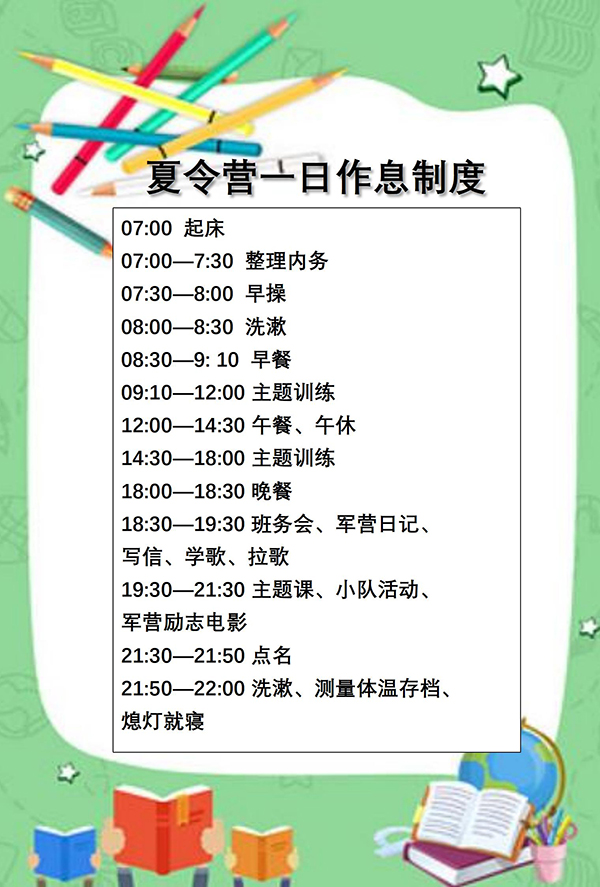 夏令营一日作息制度
07:00 起床
07:00—7:30 整理内务
07:30—8:00 早操
08:00—8:30 洗漱
08:30—9: 10 早餐
09:10—12:00 主题训练
12:00—14:30 午餐、午休
14:30—18:00 主题训练
18:00—18:30 晚餐
18:30—19:30 班务会、军营日记、
写信、学歌、拉歌
19:30—21:30 主题课、小队活动、
军营励志电影
21:30—21:50 点名
21:50—22:00 洗漱、测量体温存档、
熄灯就寝